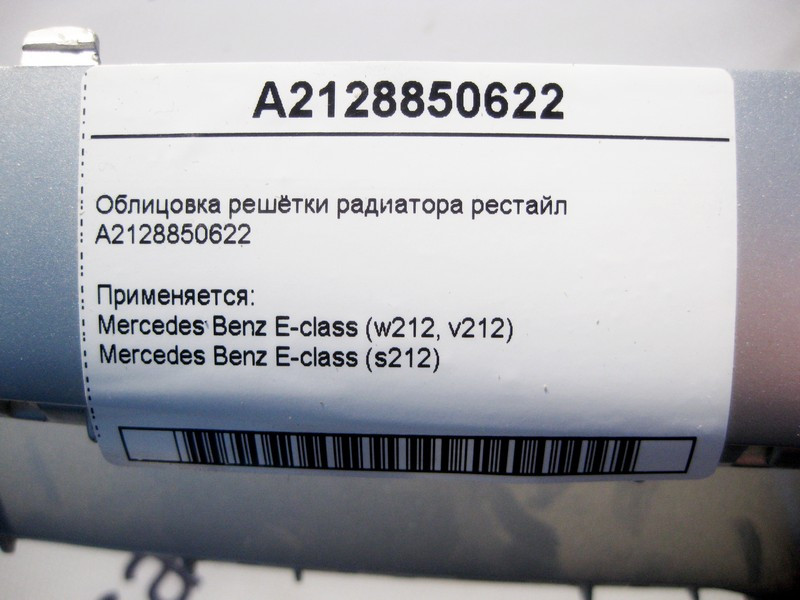 A2128850622
Облицовка решётки радиатора рестайл
A2128850622
Применяется:
Mercedes Benz E-class (w212, v212)
Mercedes Benz E-class (s212)